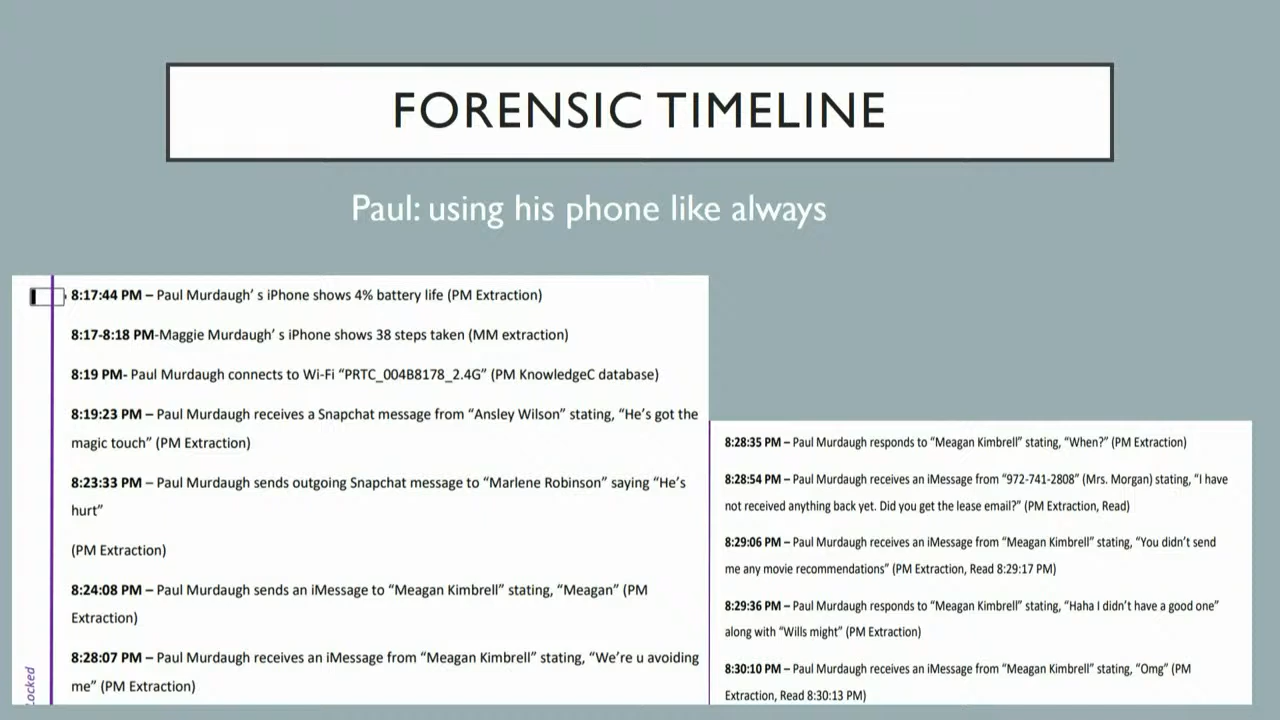 FORENSIC TIMELINE
Paul: using his phone like always
8:17:44 PM – Paul Murdaugh' s iPhone shows 4% battery life (PM Extraction)
8:17-8:18 PM-Maggie Murdaugh' s iPhone shows 38 steps taken (MM extraction)
8:19 PM- Paul Murdaugh connects to Wi-Fi “PRTC_004B8178_2.4G” (PM KnowledgeC database)
8:19:23 PM – Paul Murdaugh receives a Snapchat message from “Ansley Wilson” stating, “He’s got the
magic touch” (PM Extraction)
8:23:33 PM – Paul Murdaugh sends outgoing Snapchat message to “Marlene Robinson” saying “He’s
hurt”
(PM Extraction)
8:24:08 PM – Paul Murdaugh sends an iMessage to “Meagan Kimbrell” stating, “Meagan” (PM
Extraction)
8:28:07 PM – Paul Murdaugh receives an iMessage from “Meagan Kimbrell” stating, “We’re u avoiding
me” (PM Extraction)
Locked
8:28:35 PM – Paul Murdaugh responds to “Meagan Kimbrell” stating, “When?” (PM Extraction)
8:28:54 PM – Paul Murdaugh receives an iMessage from “972-741-2808” (Mrs. Morgan) stating, “I have
not received anything back yet. Did you get the lease email?” (PM Extraction, Read)
8:29:06 PM – Paul Murdaugh receives an iMessage from “Meagan Kimbrell” stating, “You didn’t send
me any movie recommendations” (PM Extraction, Read 8:29:17 PM)
8:29:36 PM – Paul Murdaugh responds to “Meagan Kimbrell” stating, “Haha I didn’t have a good one”
along with “Wills might” (PM Extraction)
8:30:10 PM – Paul Murdaugh receives an iMessage from “Meagan Kimbrell” stating, “Omg” (PM
Extraction, Read 8:30:13 PM)